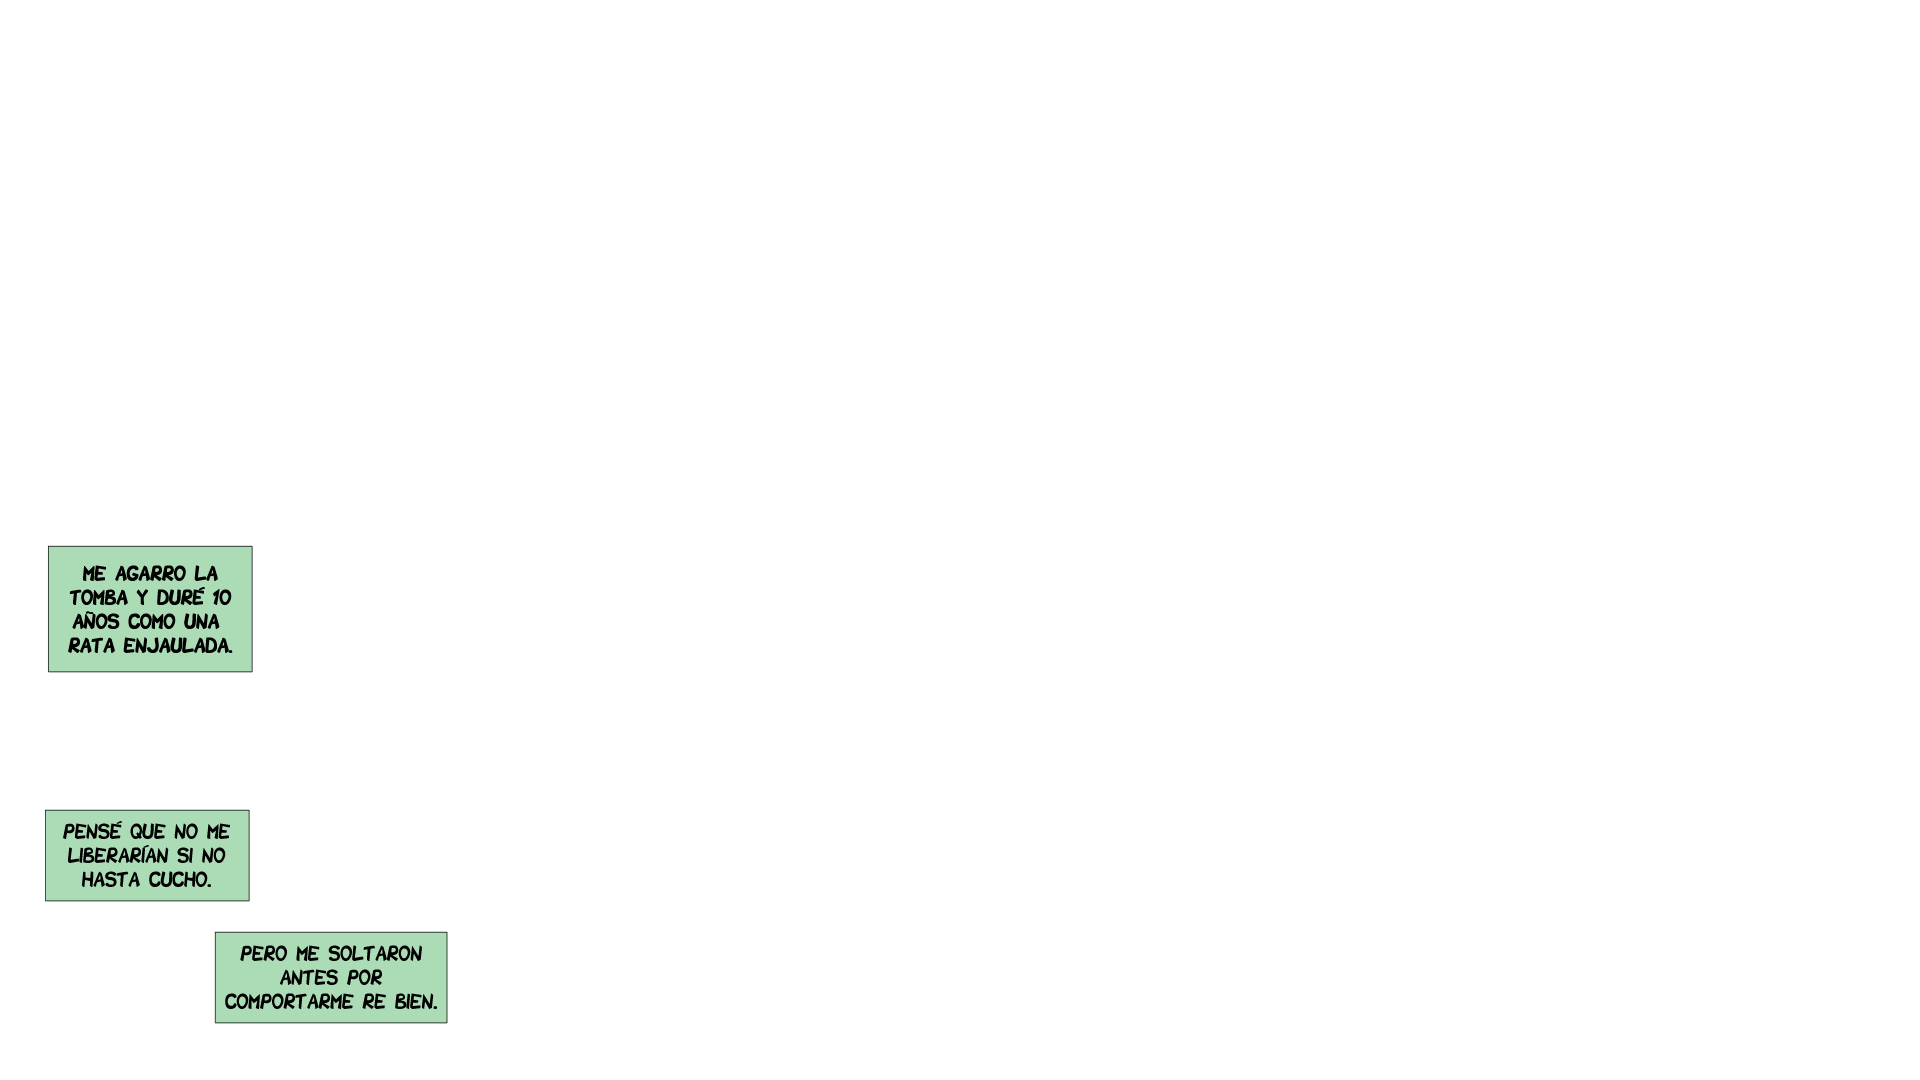 ME AGARRO LA
TOMBA Y DURÉ 10
AÑOS COMO UNA
RATA ENJAULADA.
PENSÉ QUE NO ME
LIBERARÍAN SI NO
HASTA CUCHO.
PERO ME SOLTARON
ANTES POR
COMPORTARME RE BIEN.